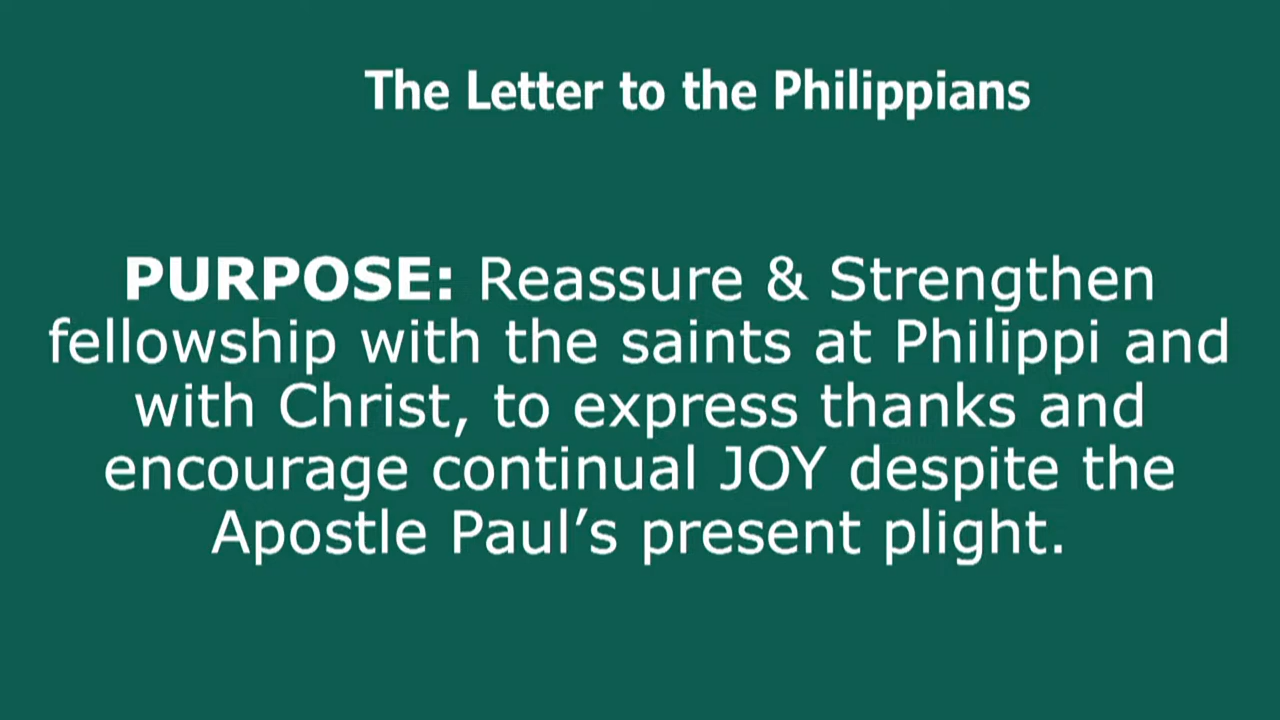 The Letter to the Philippians
PURPOSE: Reassure & Strengthen
fellowship with the saints at Philippi and
with Christ, to express thanks and
encourage continual JOY despite the
Apostle Paul’s present plight.